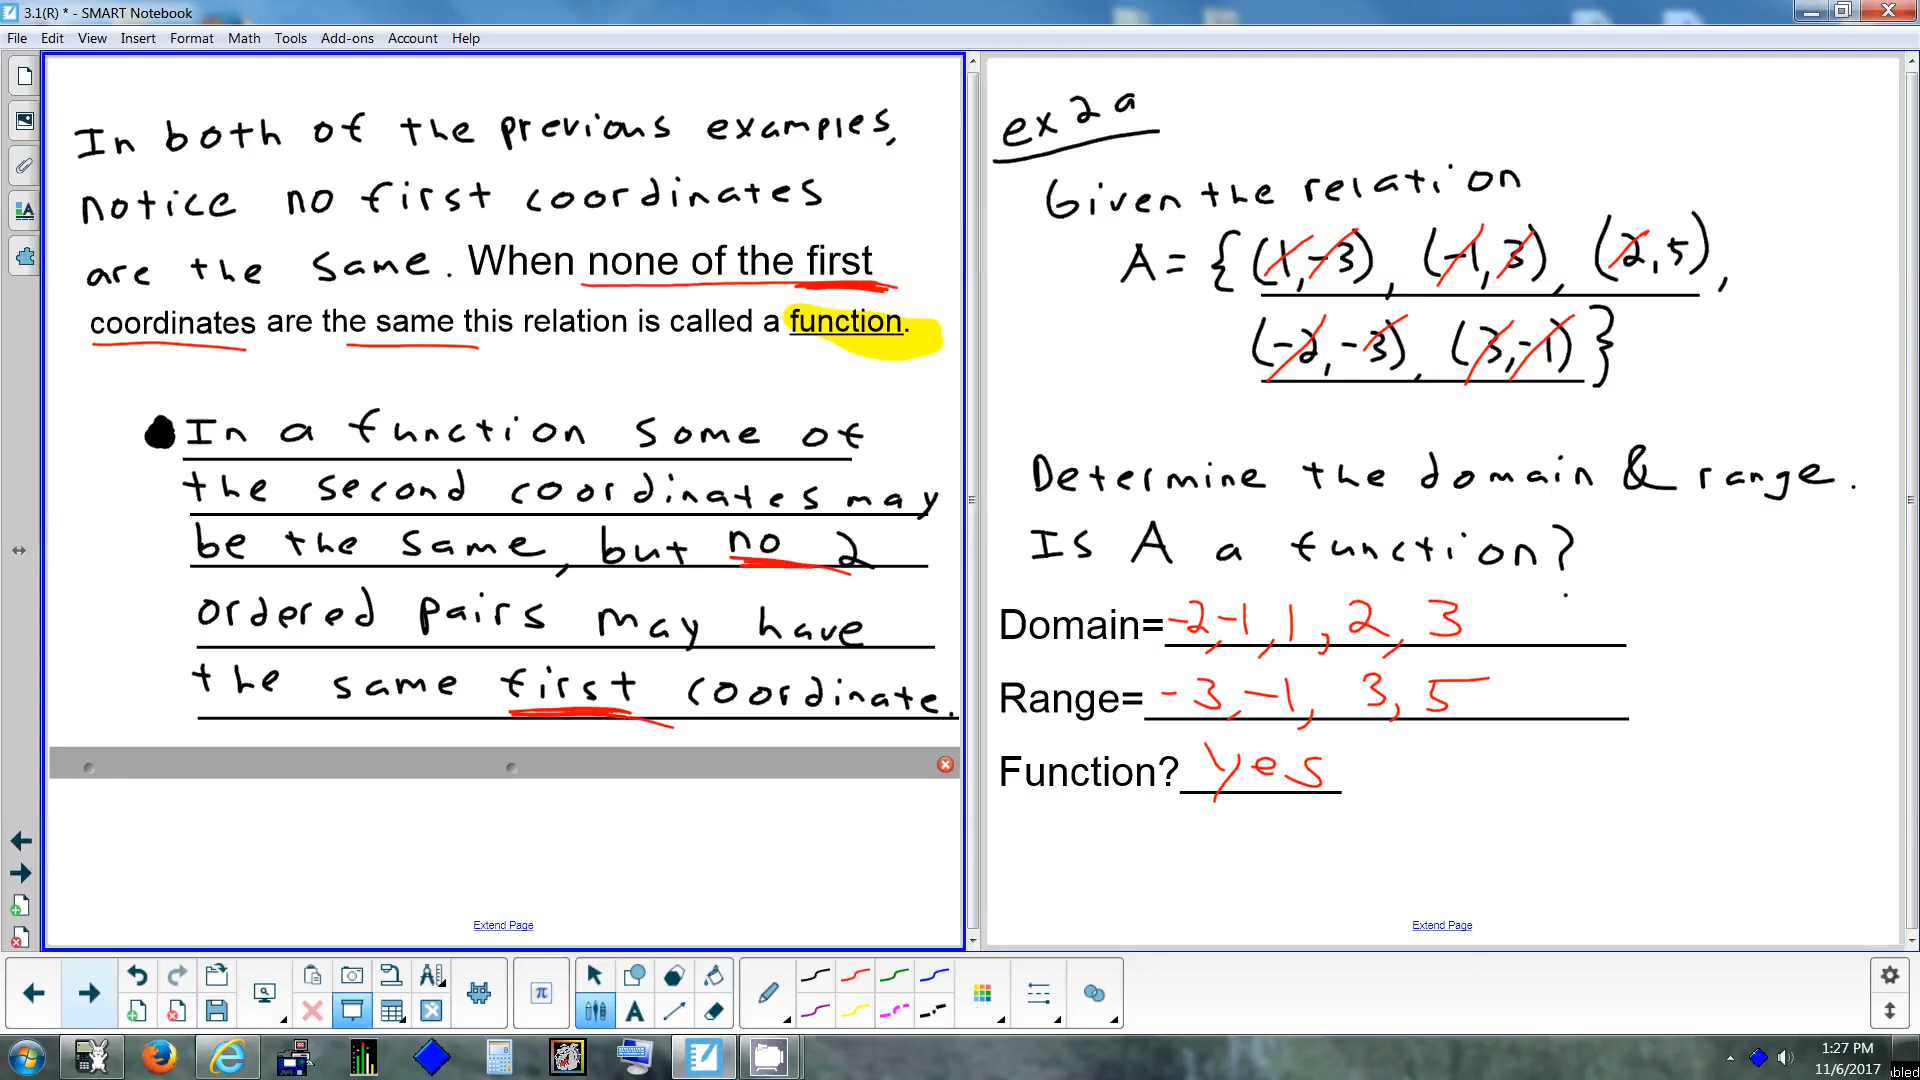 3.1(R) * - SMART Notebook
File Edit View Insert Format Math Tools Add-ons Account Help
In both of the previous examples,
notice no first coordinates
are the same. When none of the first
coordinates are the same this relation is called a function.
In a function some of
the second coordinates may
be the same, but no 2
ordered pairs may have
the same first coordinate.
Extend Page
ex 2a
Given the relation
A = {(1,-3), (-1,3), (2,5),
(-2,-3), (3,-1)}
Determine the domain & range.
Is A a function?
Domain= -2, -1, 1, 2, 3
Range= -3, -1, 3, 5
Function? yes
Extend Page
1:27 PM
11/6/2017
bled